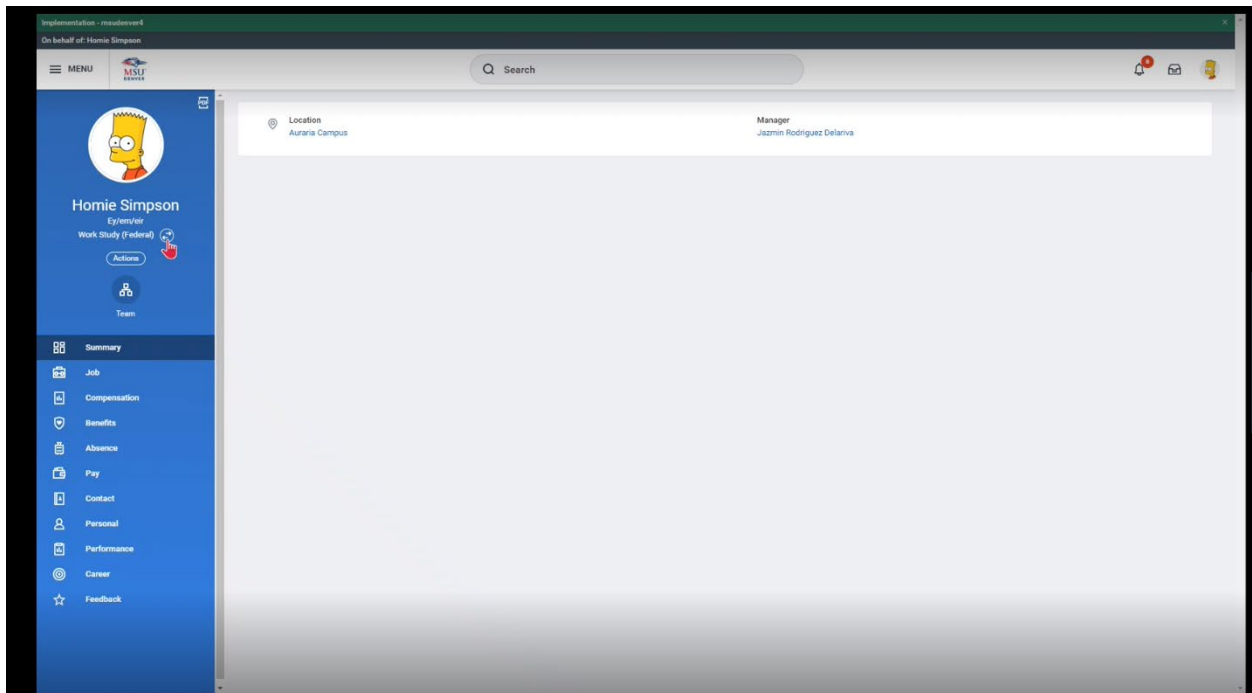 Implementation - msudenver4
On behalf of: Homie Simpson
MENU
MSU
DENVER
Search
PDF
Homie Simpson
Ey/em/eir
Work Study (Federal)
Actions
Team
Summary
Job
Compensation
Benefits
Absence
Pay
Contact
Personal
Performance
Career
Feedback
Location
Auraria Campus
Manager
Jazmin Rodriguez Delariva